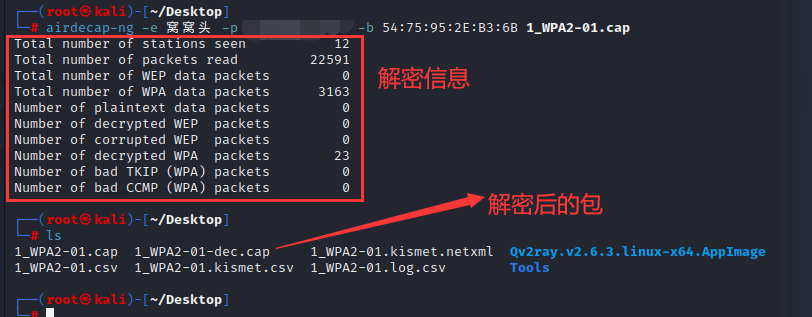 ┌──(root㉿kali)-[~/Desktop]
└─# airdecap-ng -e 窝窝头 -p -b 54:75:95:2E:B3:6B 1_WPA2-01.cap
Total number of stations seen 12
Total number of packets read 22591
Total number of WEP data packets 0
Total number of WPA data packets 3163
Number of plaintext data packets 0
Number of decrypted WEP packets 0
Number of corrupted WEP packets 0
Number of decrypted WPA packets 23
Number of bad TKIP (WPA) packets 0
Number of bad CCMP (WPA) packets 0
解密信息
解密后的包
┌──(root㉿kali)-[~/Desktop]
└─# ls
1_WPA2-01.cap 1_WPA2-01-dec.cap 1_WPA2-01.kismet.netxml Qv2ray.v2.6.3.linux-x64.AppImage
1_WPA2-01.csv 1_WPA2-01.kismet.csv 1_WPA2-01.log.csv Tools
┌──(root㉿kali)-[~/Desktop]
└─#